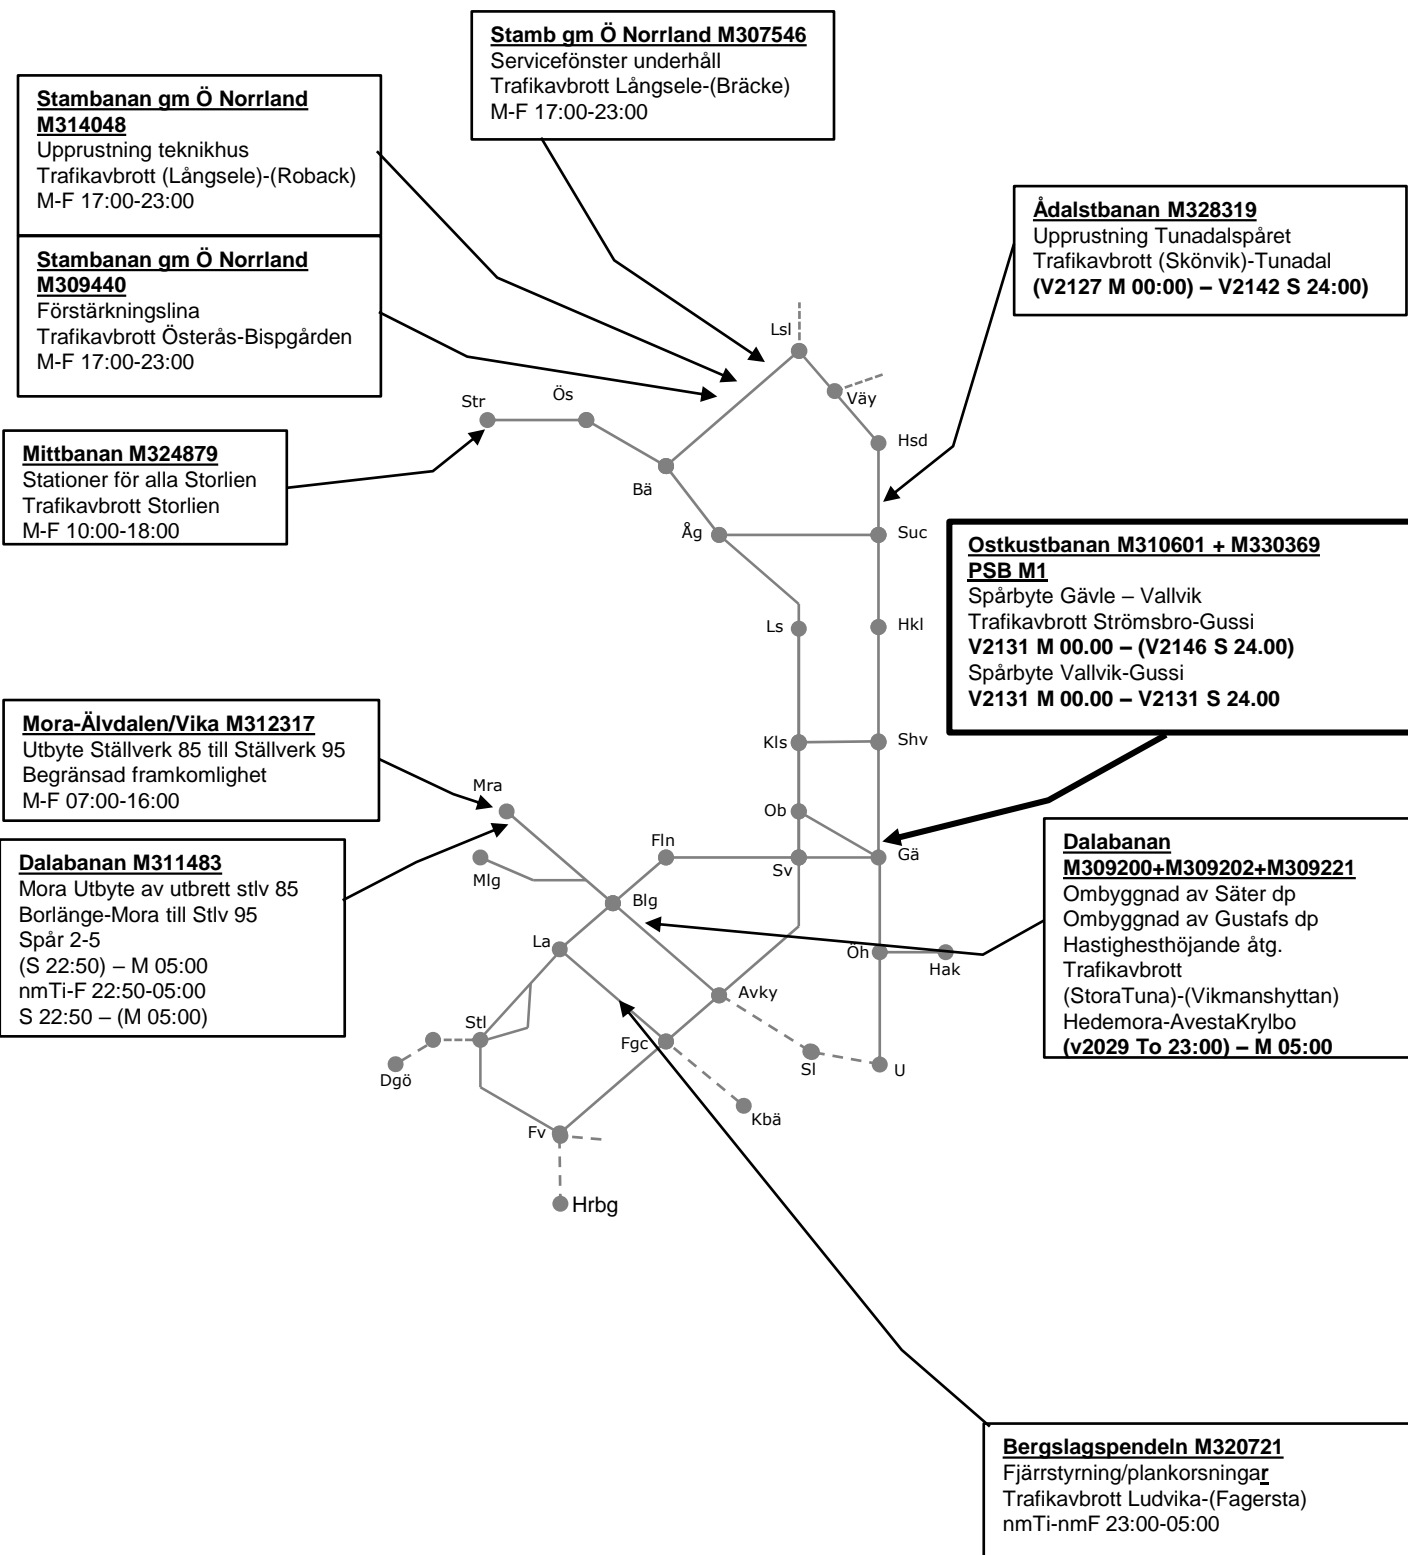 Stamb gm Ö Norrland M307546
Servicefönster underhåll
Trafikavbrott Långsele-(Bräcke)
M-F 17:00-23:00
Stambanan gm Ö Norrland
M314048
Upprustning teknikhus
Trafikavbrott (Långsele)-(Roback)
M-F 17:00-23:00
Stambanan gm Ö Norrland
M309440
Förstärkningslina
Trafikavbrott Österås-Bispgården
M-F 17:00-23:00
Ådalstbanan M328319
Upprustning Tunadalspåret
Trafikavbrott (Skönvik)-Tunadal
(V2127 M 00:00) – V2142 S 24:00)
Mittbanan M324879
Stationer för alla Storlien
Trafikavbrott Storlien
M-F 10:00-18:00
Ostkustbanan M310601 + M330369
PSB M1
Spårbyte Gävle – Vallvik
Trafikavbrott Strömsbro-Gussi
V2131 M 00.00 – (V2146 S 24.00)
Spårbyte Vallvik-Gussi
V2131 M 00.00 – V2131 S 24.00
Mora-Älvdalen/Vika M312317
Utbyte Ställverk 85 till Ställverk 95
Begränsad framkomlighet
M-F 07:00-16:00
Dalabanan M311483
Mora Utbyte av utbrett stlv 85
Borlänge-Mora till Stlv 95
Spår 2-5
(S 22:50) – M 05:00
nmTi-F 22:50-05:00
S 22:50 – (M 05:00)
Dalabanan
M309200+M309202+M309221
Ombyggnad av Säter dp
Ombyggnad av Gustafs dp
Hastighesthöjande åtg.
Trafikavbrott
(StoraTuna)-(Vikmanshyttan)
Hedemora-AvestaKrylbo
(v2029 To 23:00) – M 05:00
Bergslagspendeln M320721
Fjärrstyrning/plankorsningar
Trafikavbrott Ludvika-(Fagersta)
nmTi-nmF 23:00-05:00
Lsl
Väy
Str
Ös
Hsd
Bä
Åg
Suc
Ls
Hkl
Kls
Shv
Mra
Ob
Fln
Mlg
Sv
Gä
Blg
La
Öh
Hak
Avky
Stl
Fgc
Dgö
Sl
U
Kbä
Fv
Hrbg